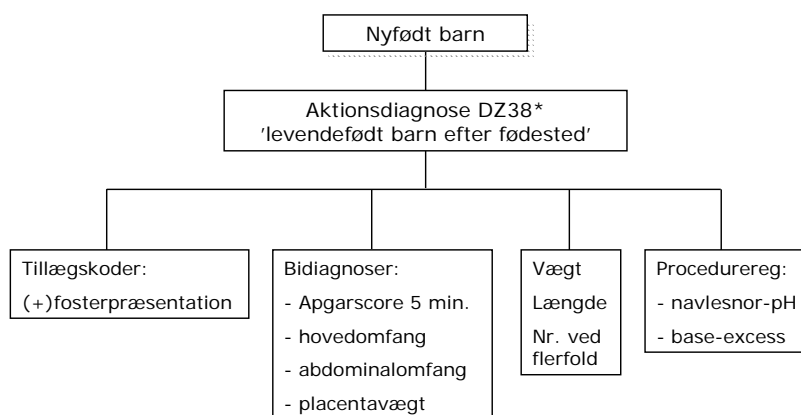 Nyfødt barn
Aktionsdiagnose DZ38*
'levendefødt barn efter fødested'
Tillægskoder:
(+)fosterpræsentation
Bidiagnoser:
- Apgarscore 5 min.
- hovedomfang
- abdominalomfang
- placentavægt
Vægt
Længde
Nr. ved
flerfold
Procedurereg:
- navlesnor-pH
- base-excess